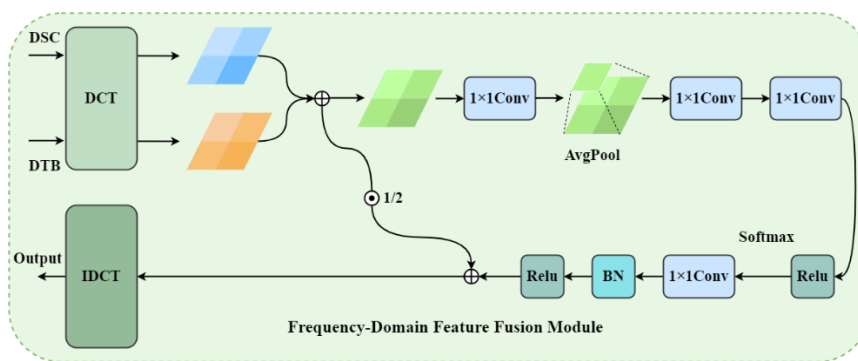 DSC
DCT
DTB
1×1Conv
AvgPool
1×1Conv
1×1Conv
1/2
Output
IDCT
Relu
BN
1×1Conv
Softmax
Relu
Frequency-Domain Feature Fusion Module